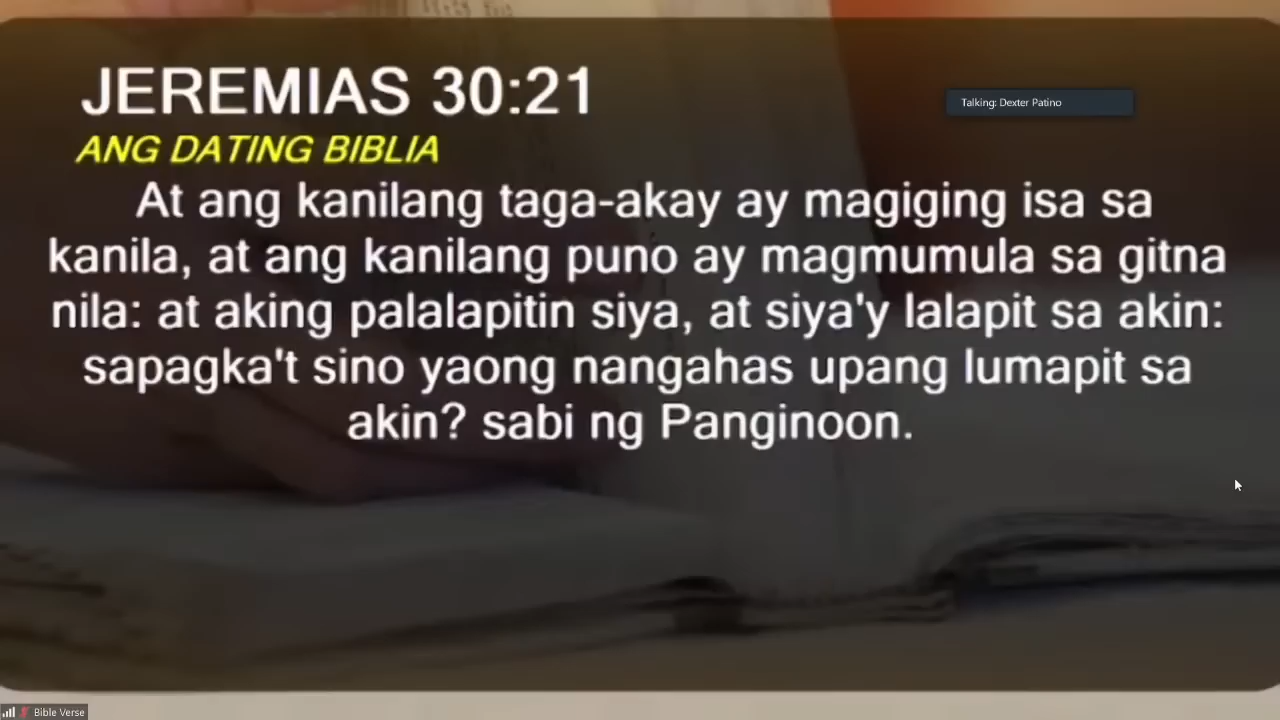 JEREMIAS 30:21
Talking: Dexter Patino
ANG DATING BIBLIA
At ang kanilang taga-akay ay magiging isa sa
kanila, at ang kanilang puno ay magmumula sa gitna
nila: at aking palalapitin siya, at siya'y lalapit sa akin:
sapagka't sino yaong nangahas upang lumapit sa
akin? sabi ng Panginoon.
Bible Verse